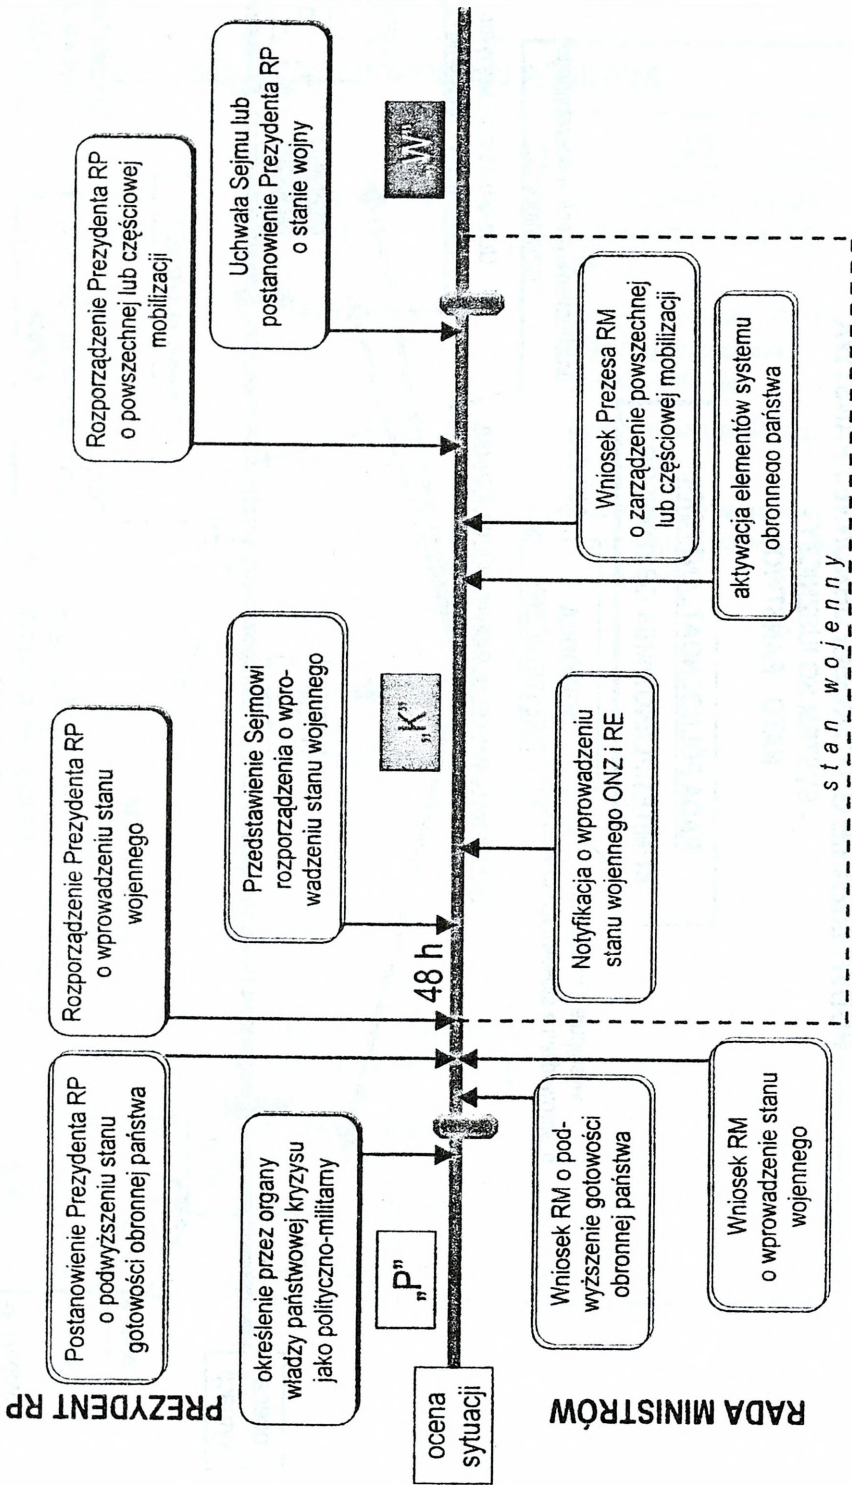 PREZYDENT RP
Postanowienie Prezydenta RP
o podwyższeniu stanu
gotowości obronnej państwa
Rozporządzenie Prezydenta RP
o wprowadzeniu stanu
wojennego
Rozporządzenie Prezydenta RP
o powszechnej lub częściowej
mobilizacji
określenie przez organy
władzy państwowej kryzysu
jako polityczno-militarny
Przedstawienie Sejmowi
rozporządzenia o wpro-
wadzeniu stanu wojennego
Uchwała Sejmu lub
postanowienie Prezydenta RP
o stanie wojny
„P”
„K”
„W”
ocena
sytuacji
48 h
RADA MINISTRÓW
Wniosek RM o pod-
wyższenie gotowości
obronnej państwa
Notyfikacja o wprowadzeniu
stanu wojennego ONZ i RE
Wniosek Prezesa RM
o zarządzenie powszechnej
lub częściowej mobilizacji
Wniosek RM
o wprowadzenie stanu
wojennego
aktywacja elementów systemu
obronnego państwa
stan wojenny